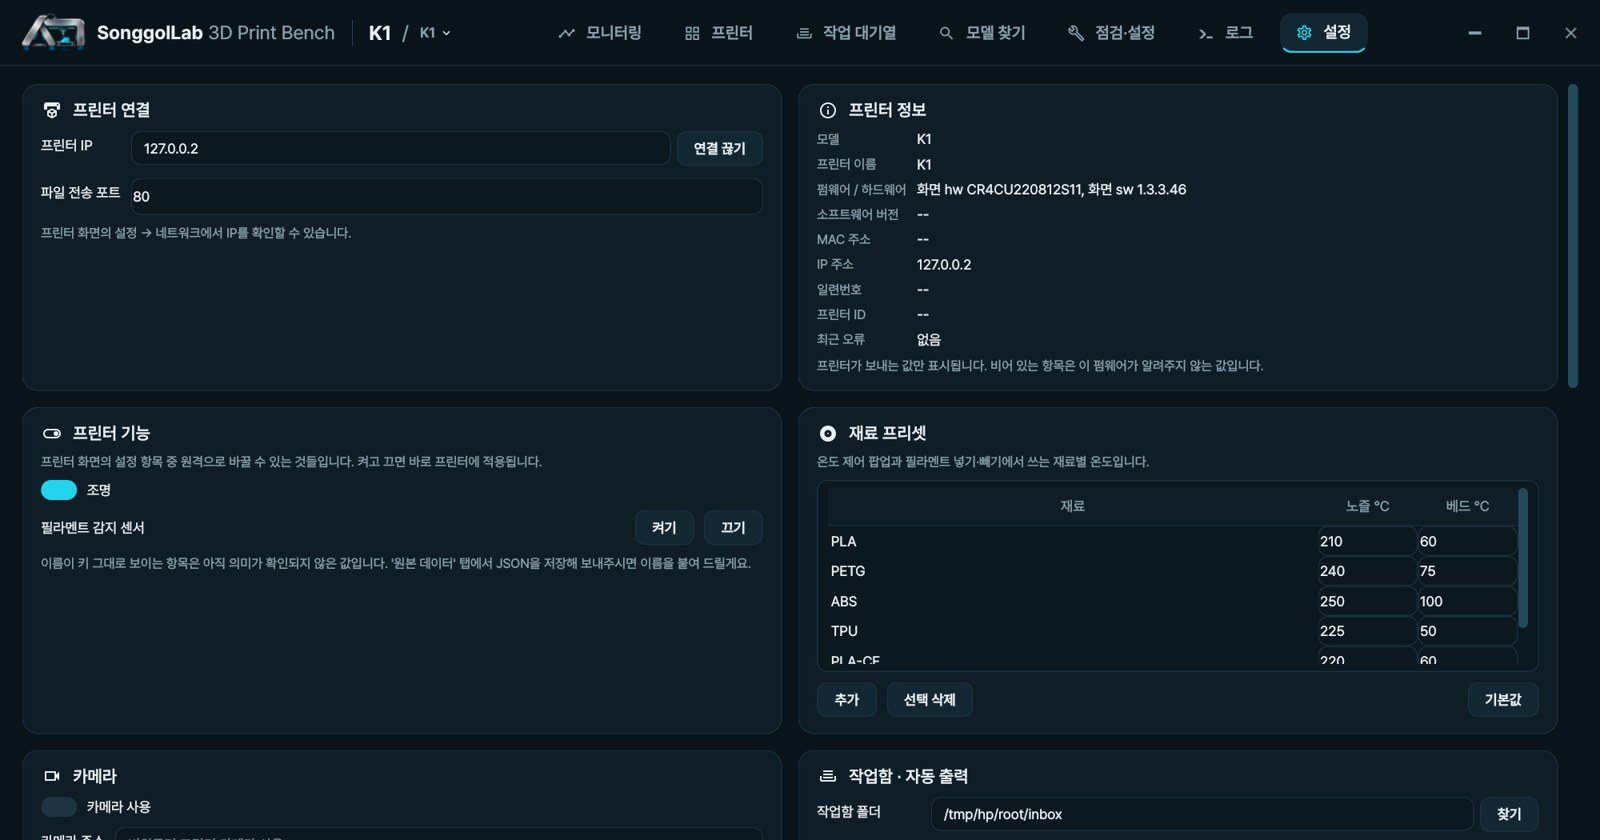 SonggolLab 3D Print Bench
K1 / K1
모니터링
프린터
작업 대기열
모델 찾기
점검·설정
로그
설정
프린터 연결
프린터 IP 127.0.0.2 연결 끊기
파일 전송 포트 80
프린터 화면의 설정 → 네트워크에서 IP를 확인할 수 있습니다.
프린터 정보
모델 K1
프린터 이름 K1
펌웨어 / 하드웨어 화면 hw CR4CU220812S11, 화면 sw 1.3.3.46
소프트웨어 버전 --
MAC 주소 --
IP 주소 127.0.0.2
일련번호 --
프린터 ID --
최근 오류 없음
프린터가 보내는 값만 표시됩니다. 비어 있는 항목은 이 펌웨어가 알려주지 않는 값입니다.
프린터 기능
프린터 화면의 설정 항목 중 원격으로 바꿀 수 있는 것들입니다. 켜고 끄면 바로 프린터에 적용됩니다.
조명
필라멘트 감지 센서 켜기 끄기
이름이 키 그대로 보이는 항목은 아직 의미가 확인되지 않은 값입니다. '원본 데이터' 탭에서 JSON을 저장해 보내주시면 이름을 붙여 드릴게요.
재료 프리셋
온도 제어 팝업과 필라멘트 넣기·빼기에서 쓰는 재료별 온도입니다.
재료 노즐 °C 베드 °C
PLA 210 60
PETG 240 75
ABS 250 100
TPU 225 50
PLA-CF 220 60
추가 선택 삭제 기본값
카메라
카메라 사용
카메라 주소
작업함 · 자동 출력
작업함 폴더 /tmp/hp/root/inbox 찾기